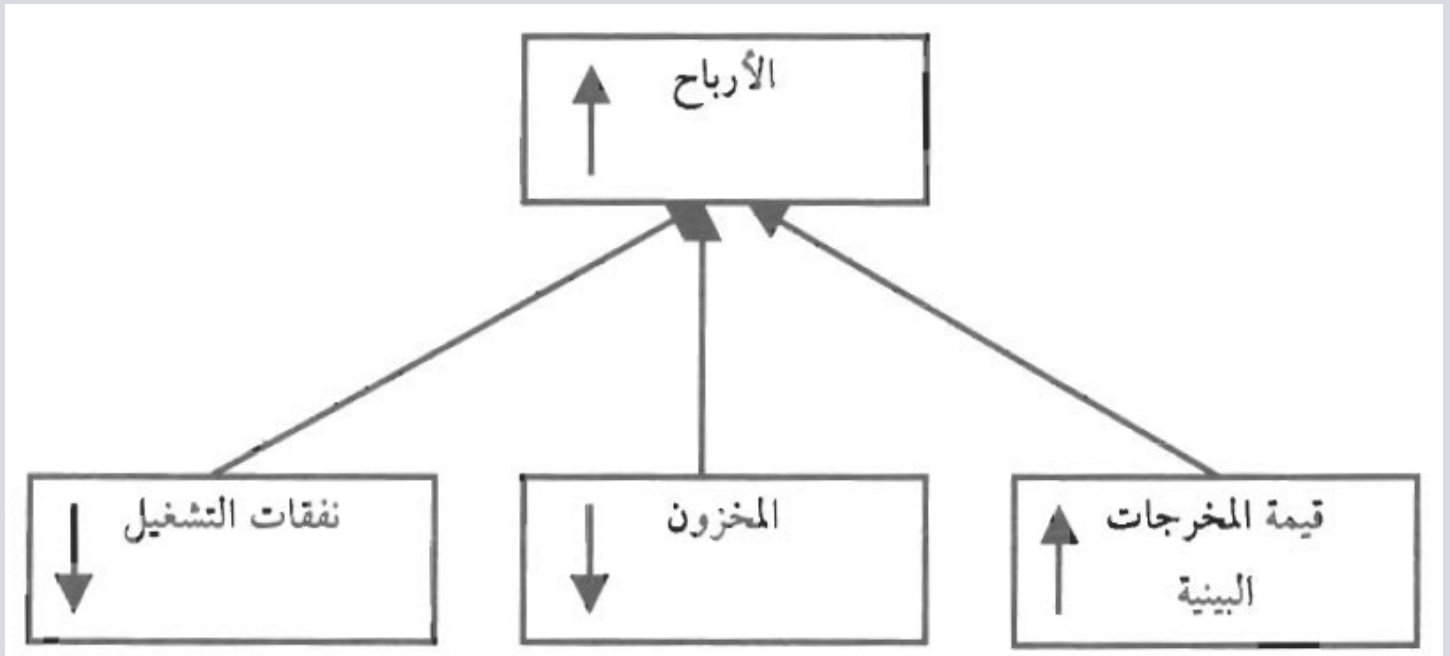 الأرباح
قيمة المخرجات
البينية
المخزون
نفقات التشغيل